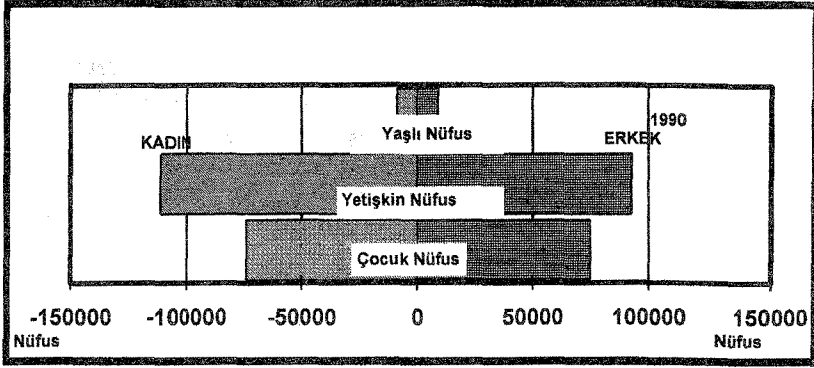 1990
Yaşlı Nüfus
KADIN ERKEK
Yetişkin Nüfus
Çocuk Nüfus
-150000 -100000 -50000 0 50000 100000 150000
Nüfus Nüfus